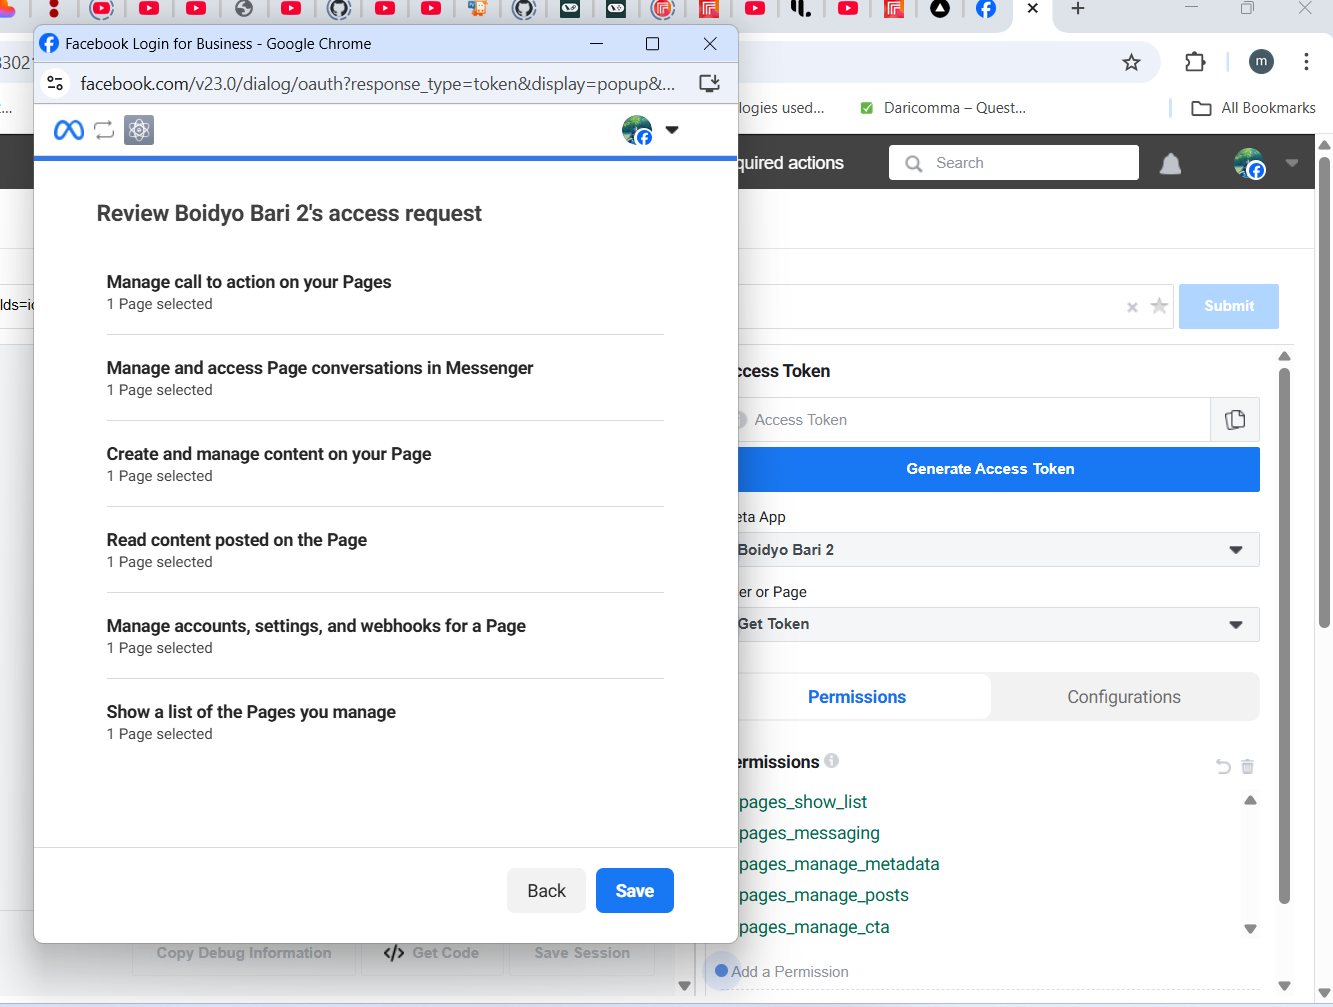 Facebook Login for Business - Google Chrome
facebook.com/v23.0/dialog/oauth?response_type=token&display=popup&...
m
logies used...
Daricomma – Quest...
All Bookmarks
quired actions
Search
Review Boidyo Bari 2's access request
Manage call to action on your Pages
1 Page selected
Manage and access Page conversations in Messenger
1 Page selected
Create and manage content on your Page
1 Page selected
Read content posted on the Page
1 Page selected
Manage accounts, settings, and webhooks for a Page
1 Page selected
Show a list of the Pages you manage
1 Page selected
Back
Save
Submit
ccess Token
Access Token
Generate Access Token
eta App
Boidyo Bari 2
er or Page
Get Token
Permissions
Configurations
ermissions
pages_show_list
pages_messaging
pages_manage_metadata
pages_manage_posts
pages_manage_cta
Add a Permission
Copy Debug Information
</> Get Code
Save Session